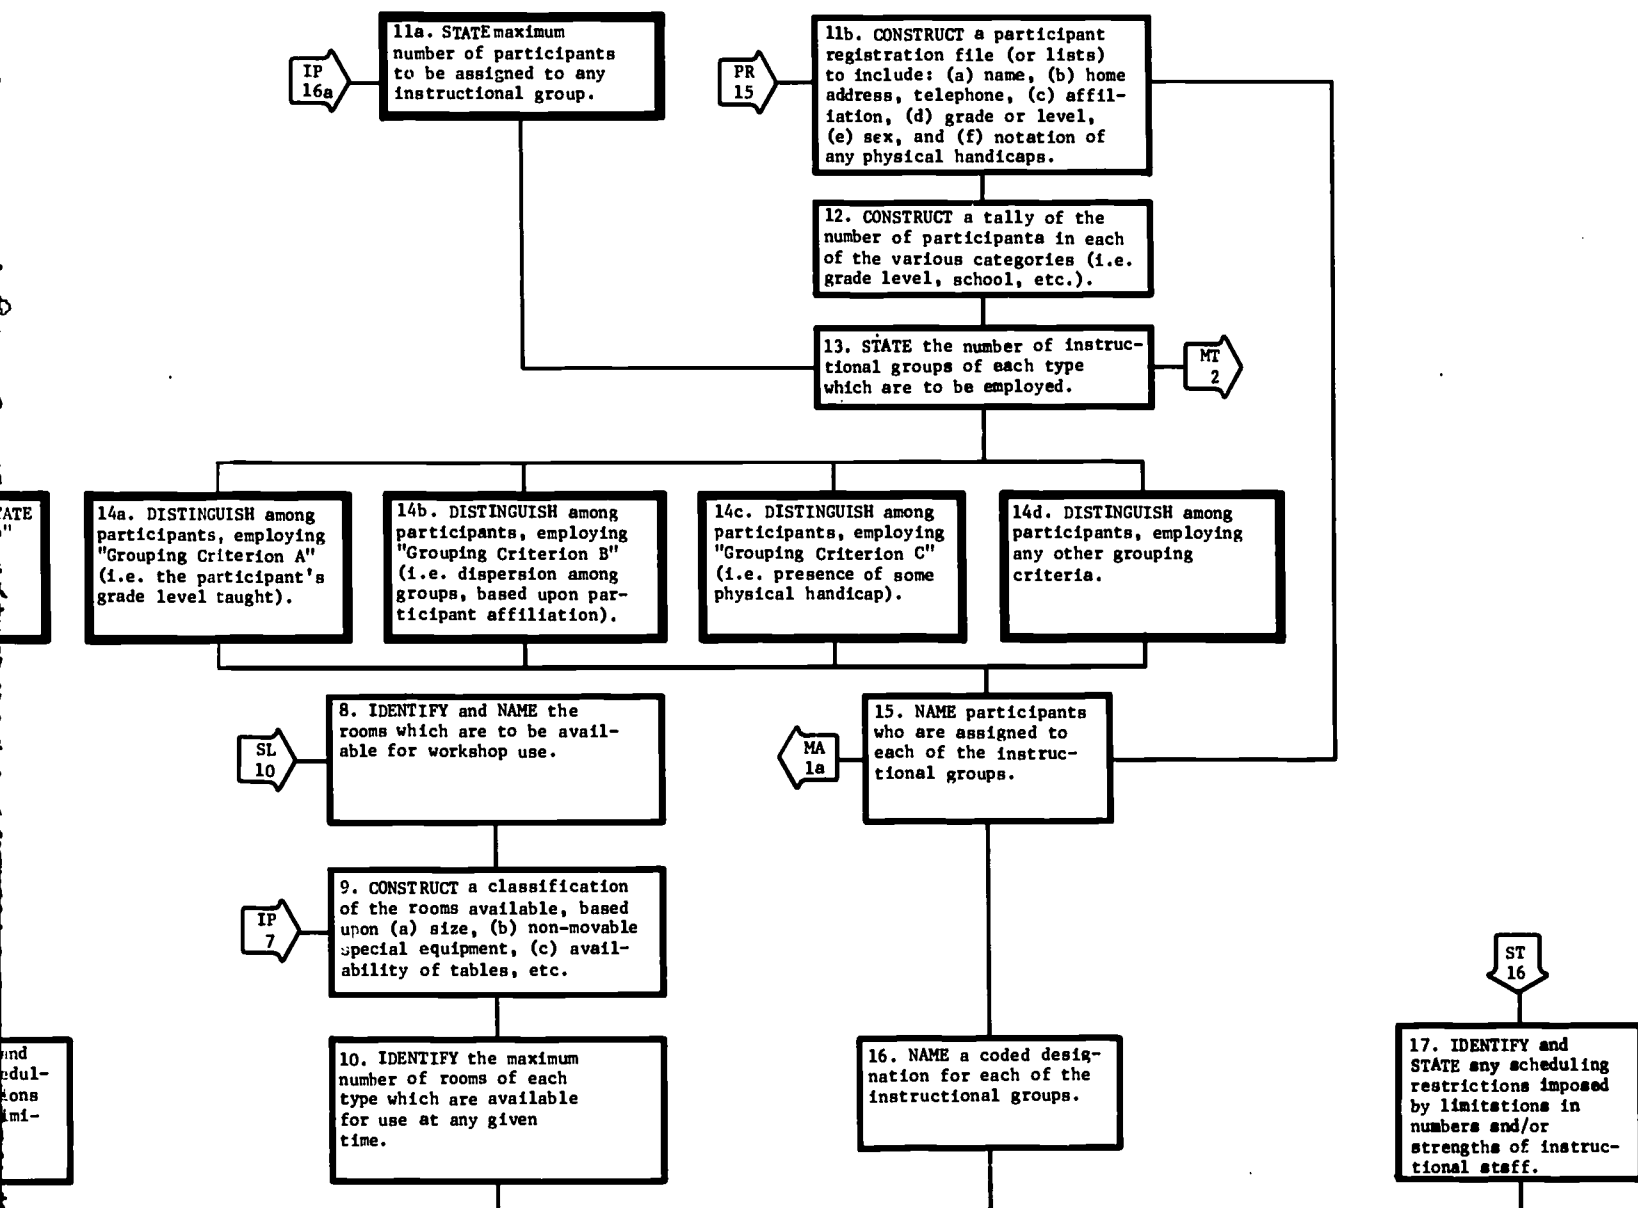 11a. STATE maximum
number of participants
to be assigned to any
instructional group.
IP
16a
11b. CONSTRUCT a participant
registration file (or lists)
to include: (a) name, (b) home
address, telephone, (c) affil-
iation, (d) grade or level,
(e) sex, and (f) notation of
any physical handicaps.
PR
15
12. CONSTRUCT a tally of the
number of participants in each
of the various categories (i.e.
grade level, school, etc.).
13. STATE the number of instruc-
tional groups of each type
which are to be employed.
MT
2
14a. DISTINGUISH among
participants, employing
"Grouping Criterion A"
(i.e. the participant's
grade level taught).
14b. DISTINGUISH among
participants, employing
"Grouping Criterion B"
(i.e. dispersion among
groups, based upon par-
ticipant affiliation).
14c. DISTINGUISH among
participants, employing
"Grouping Criterion C"
(i.e. presence of some
physical handicap).
14d. DISTINGUISH among
participants, employing
any other grouping
criteria.
8. IDENTIFY and NAME the
rooms which are to be avail-
able for workshop use.
SL
10
15. NAME participants
who are assigned to
each of the instruc-
tional groups.
MA
1a
9. CONSTRUCT a classification
of the rooms available, based
upon (a) size, (b) non-movable
special equipment, (c) avail-
ability of tables, etc.
IP
7
10. IDENTIFY the maximum
number of rooms of each
type which are available
for use at any given
time.
16. NAME a coded desig-
nation for each of the
instructional groups.
ST
16
17. IDENTIFY and
STATE any scheduling
restrictions imposed
by limitations in
numbers and/or
strengths of instruc-
tional staff.